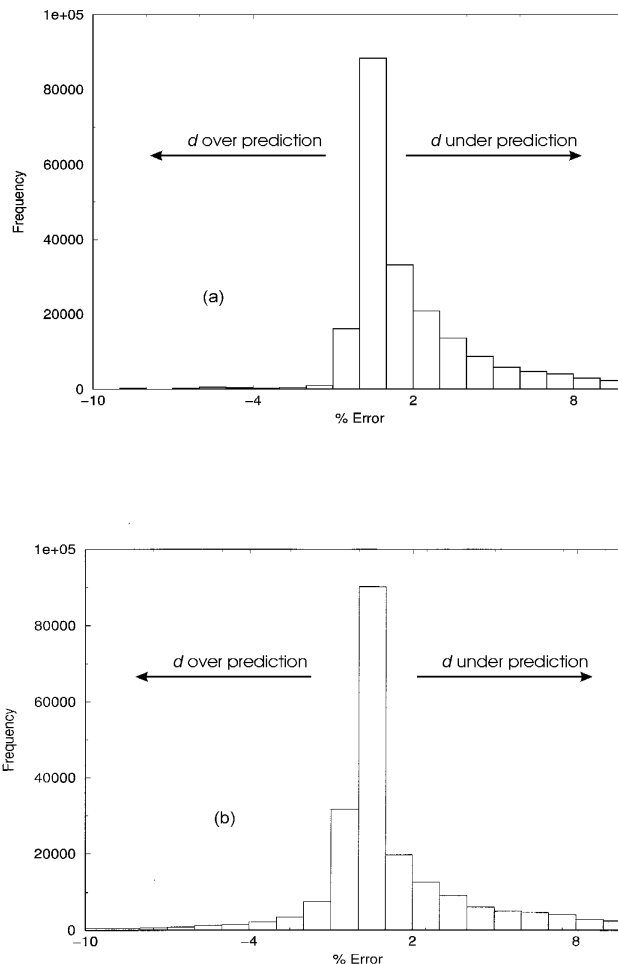 1e+05
80000
d over prediction
d under prediction
60000
Frequency
40000
(a)
20000
0
−10
−4
2
8
% Error
1e+05
80000
d over prediction
d under prediction
60000
Frequency
40000
(b)
20000
0
−10
−4
2
8
% Error